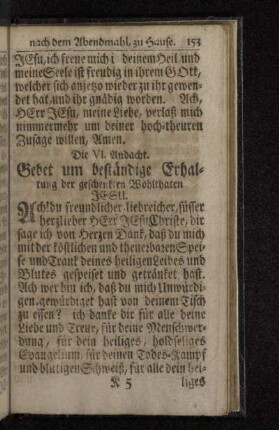 nach dem Abendmahl, zu Hause. 153
JEsu, ich freue mich in deinem Heil, und
meine Seele ist freudig in ihrem GOtt,
welcher sich anjetzo wieder zu ihr gewen-
det hat, und ihr gnädig worden. Ach,
HErr JEsu, meine Liebe, verlaß mich
nimmermehr um deiner hoch-theuren
Zusage willen, Amen.
Die VI. Andacht.
Gebet um beständige Erhal-
tung der geschenkten Wohlthaten
JESU.
Ach! du freundlicher, liebreicher, süsser
herzlieber HErr JEsu Christe, dir
sage ich von Herzen Dank, daß du mich
mit der köstlichen und theuerbaren Spei-
se und Trank deines heiligen Leibes und
Blutes gespeiset und getränket hast.
Ach wer bin ich, daß du mich Unwürdi-
gen, gewürdiget hast von deinem Tisch
zu essen? ich danke dir für alle deine
Liebe und Treue, für deine Menschwer-
dung, für dein heiliges, holdseliges
Evangelium, für deinen Todes-Kampf
und blutigen Schweiß, für alle dein hei-
K 5 liges